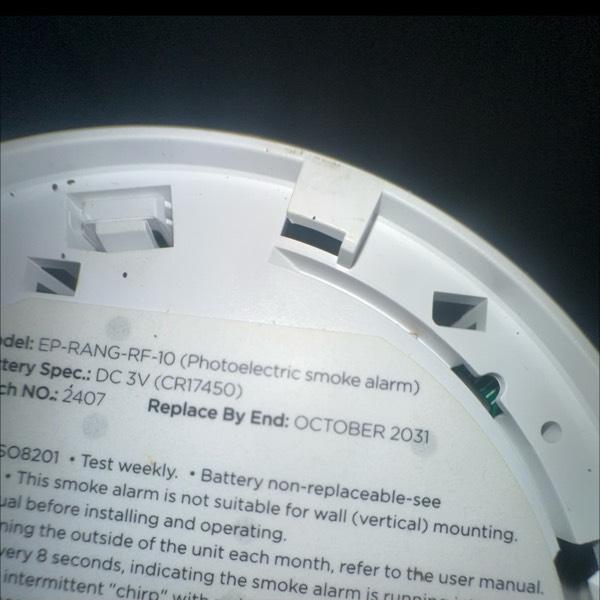 odel: EP-RANG-RF-10 (Photoelectric smoke alarm)
ttery Spec.: DC 3V (CR17450)
ch NO.: 2407 Replace By End: OCTOBER 2031
SO8201 • Test weekly. • Battery non-replaceable-see
• This smoke alarm is not suitable for wall (vertical) mounting.
ual before installing and operating.
ning the outside of the unit each month, refer to the user manual.
very 8 seconds, indicating the smoke alarm is running
intermittent "chirp" with